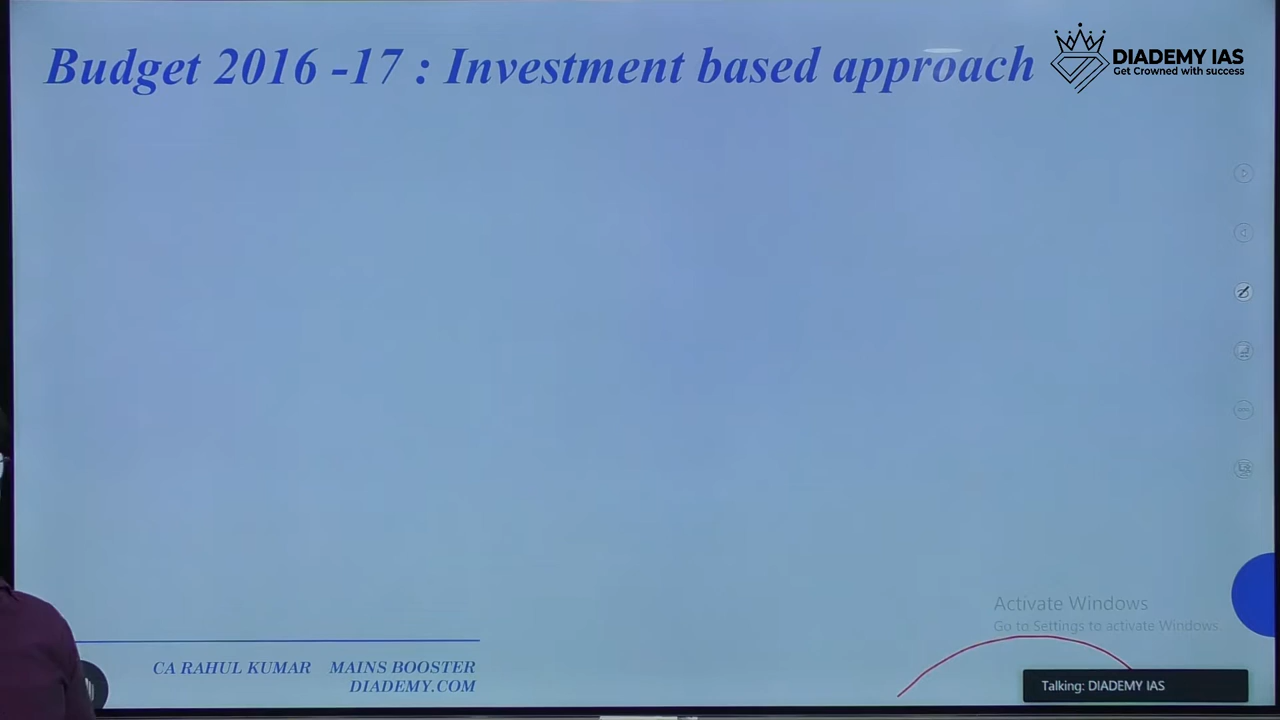 Budget 2016 -17 : Investment based approach
DIADEMY IAS
Get Crowned with success
Activate Windows
Go to Settings to activate Windows.
CA RAHUL KUMAR MAINS BOOSTER
DIADEMY.COM
Talking: DIADEMY IAS